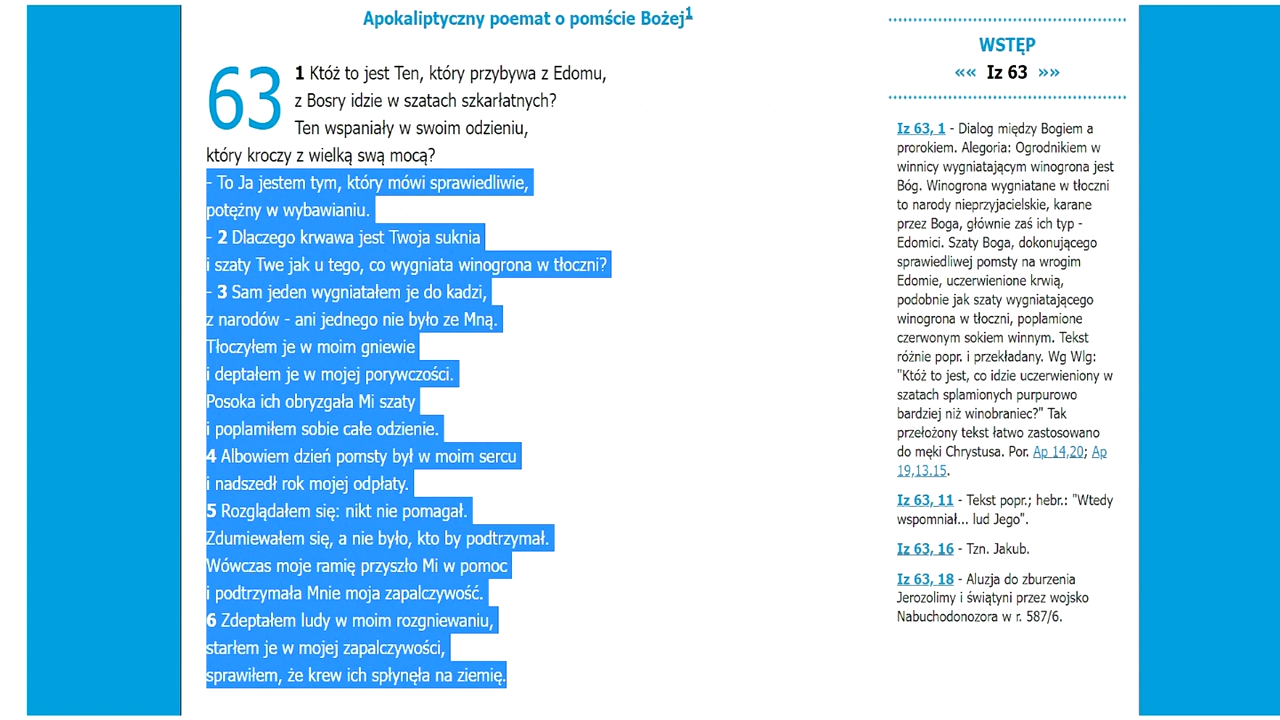 Apokaliptyczny poemat o pomście Bożej1
63
1 Któż to jest Ten, który przybywa z Edomu,
z Bosry idzie w szatach szkarłatnych?
Ten wspaniały w swoim odzieniu,
który kroczy z wielką swą mocą?
- To Ja jestem tym, który mówi sprawiedliwie,
potężny w wybawianiu.
- 2 Dlaczego krwawa jest Twoja suknia
i szaty Twe jak u tego, co wygniata winogrona w tłoczni?
- 3 Sam jeden wygniatałem je do kadzi,
z narodów - ani jednego nie było ze Mną.
Tłoczyłem je w moim gniewie
i deptałem je w mojej porywczości.
Posoka ich obryzgała Mi szaty
i poplamiłem sobie całe odzienie.
4 Albowiem dzień pomsty był w moim sercu
i nadszedł rok mojej odpłaty.
5 Rozglądałem się: nikt nie pomagał.
Zdumiewałem się, a nie było, kto by podtrzymał.
Wówczas moje ramię przyszło Mi w pomoc
i podtrzymała Mnie moja zapalczywość.
6 Zdeptałem ludy w moim rozgniewaniu,
starłem je w mojej zapalczywości,
sprawiłem, że krew ich spłynęła na ziemię.
WSTĘP
«« Iz 63 »»
Iz 63, 1 - Dialog między Bogiem a
prorokiem. Alegoria: Ogrodnikiem w
winnicy wygniatającym winogrona jest
Bóg. Winogrona wygniatane w tłoczni
to narody nieprzyjacielskie, karane
przez Boga, głównie zaś ich typ -
Edomici. Szaty Boga, dokonującego
sprawiedliwej pomsty na wrogim
Edomie, uczerwienione krwią,
podobnie jak szaty wygniatającego
winogrona w tłoczni, poplamione
czerwonym sokiem winnym. Tekst
różnie popr. i przekładany. Wg Wlg:
"Któż to jest, co idzie uczerwieniony w
szatach splamionych purpurowo
bardziej niż winobraniec?" Tak
przełożony tekst łatwo zastosowano
do męki Chrystusa. Por. Ap 14,20; Ap
19,13.15.
Iz 63, 11 - Tekst popr.; hebr.: "Wtedy
wspomniał... lud Jego".
Iz 63, 16 - Tzn. Jakub.
Iz 63, 18 - Aluzja do zburzenia
Jerozolimy i świątyni przez wojsko
Nabuchodonozora w r. 587/6.